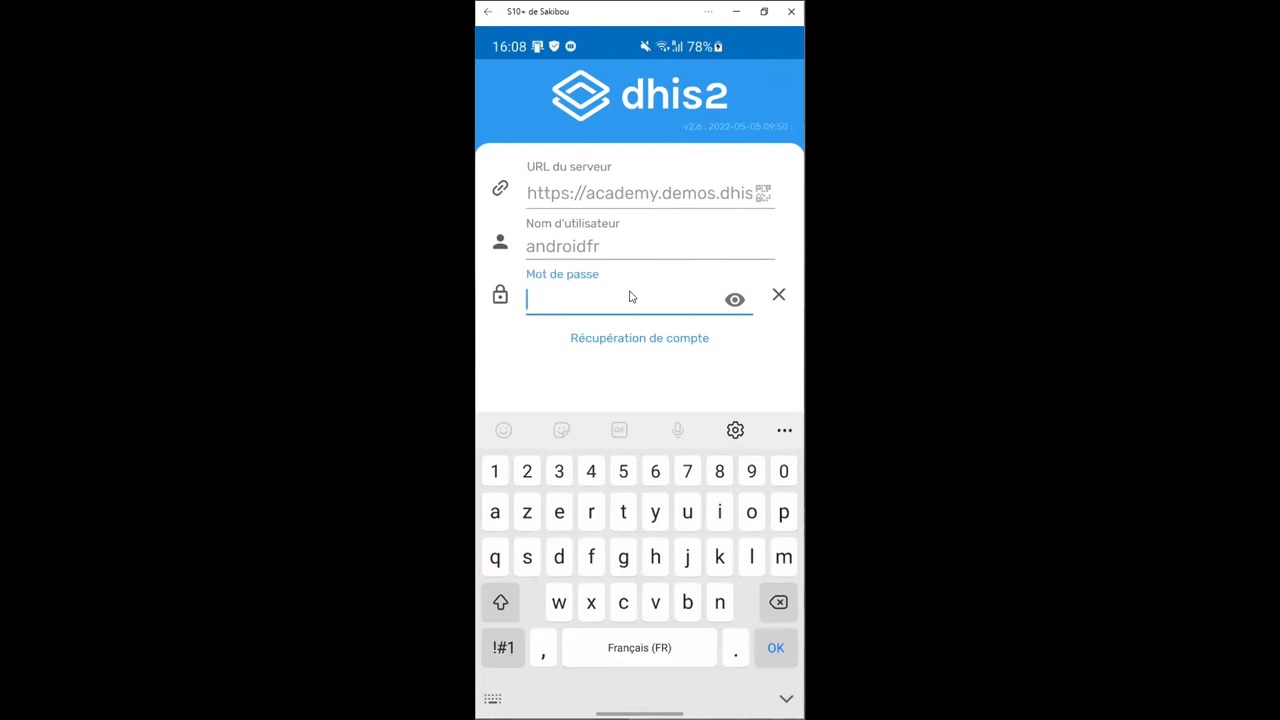 S10+ de Sakibou
16:08 78%
dhis2
v2.6 : 2022-05-05 09:50 :
URL du serveur
https://academy.demos.dhis
Nom d'utilisateur
androidfr
Mot de passe
Récupération de compte
GIF
1 2 3 4 5 6 7 8 9 0
a z e r t y u i o p
q s d f g h j k l m
w x c v b n
!#1 , Français (FR) . OK